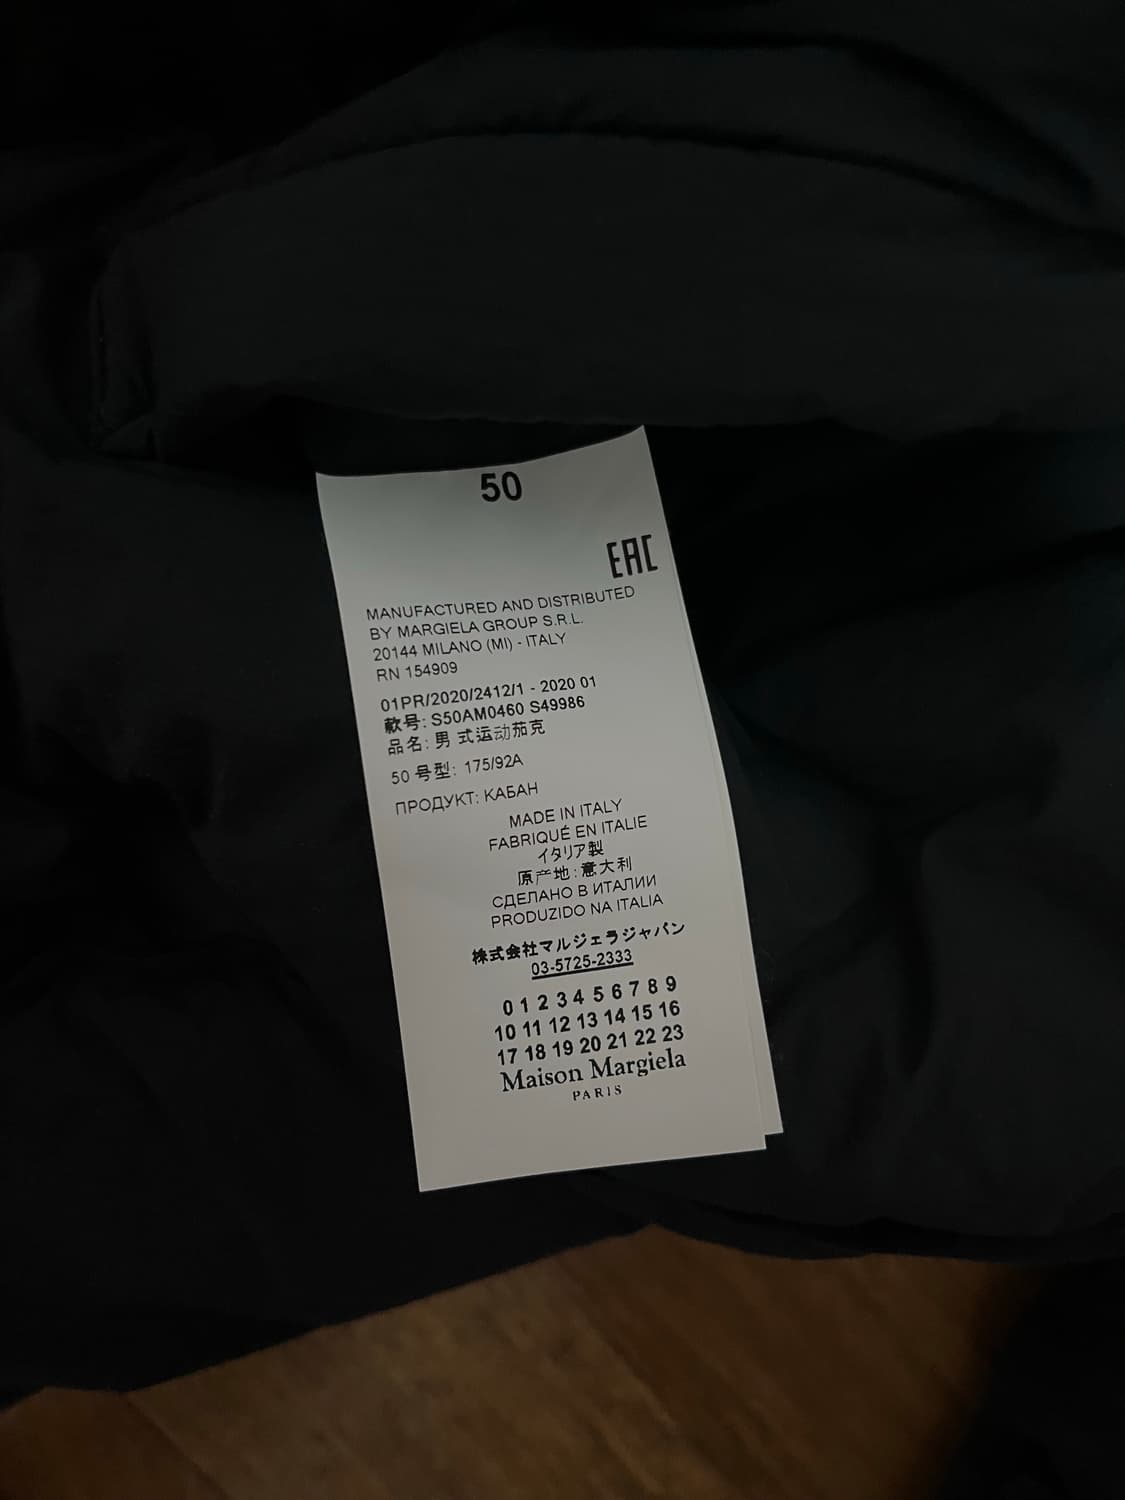 50
EAC
MANUFACTURED AND DISTRIBUTED
BY MARGIELA GROUP S.R.L.
20144 MILANO (MI) - ITALY
RN 154909
01PR/2020/2412/1 - 2020 01
款号: S50AM0460 S49986
品名: 男 式运动茄克
50 号型: 175/92A
ПРОДУКТ: КАБАН
MADE IN ITALY
FABRIQUÉ EN ITALIE
イタリア製
原产地: 意大利
СДЕЛАНО В ИТАЛИИ
PRODUZIDO NA ITALIA
株式会社マルジェラジャパン
03-5725-2333
0 1 2 3 4 5 6 7 8 9
10 11 12 13 14 15 16
17 18 19 20 21 22 23
Maison Margiela
PARIS